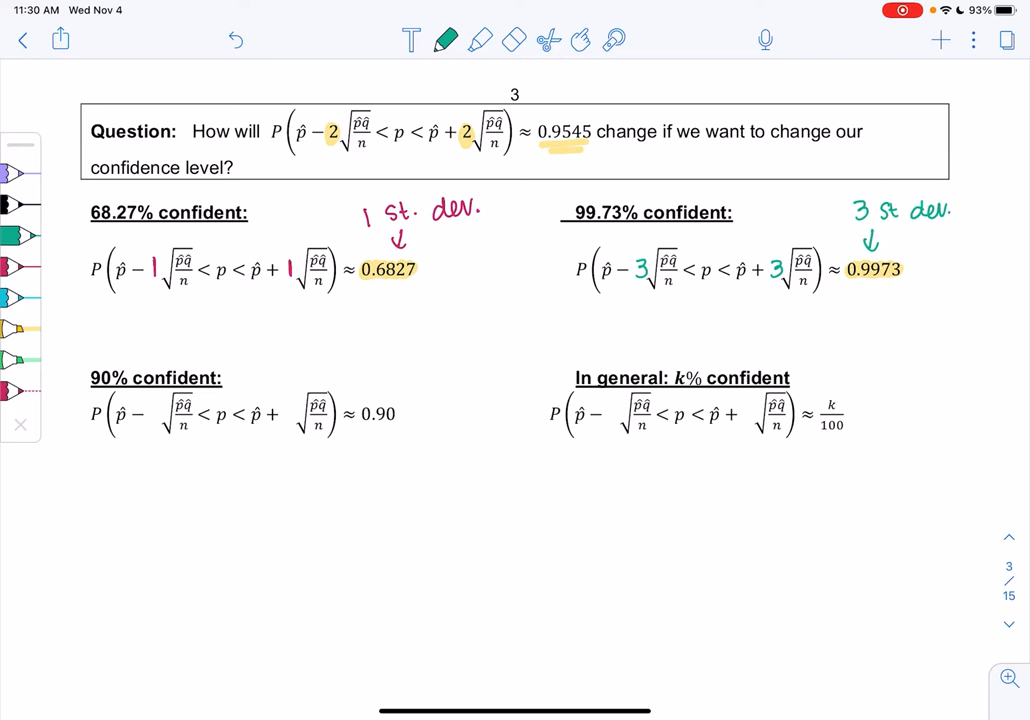 11:30 AM Wed Nov 4
93%
T
3
Question: How will P(p̂ − 2√(p̂q̂/n) < p < p̂ + 2√(p̂q̂/n)) ≈ 0.9545 change if we want to change our
confidence level?
68.27% confident:
1 st. dev.
↓
P(p̂ − 1√(p̂q̂/n) < p < p̂ + 1√(p̂q̂/n)) ≈ 0.6827
99.73% confident:
3 st dev.
↓
P(p̂ − 3√(p̂q̂/n) < p < p̂ + 3√(p̂q̂/n)) ≈ 0.9973
90% confident:
P(p̂ − √(p̂q̂/n) < p < p̂ + √(p̂q̂/n)) ≈ 0.90
In general: k% confident
P(p̂ − √(p̂q̂/n) < p < p̂ + √(p̂q̂/n)) ≈ k/100
3
/
15